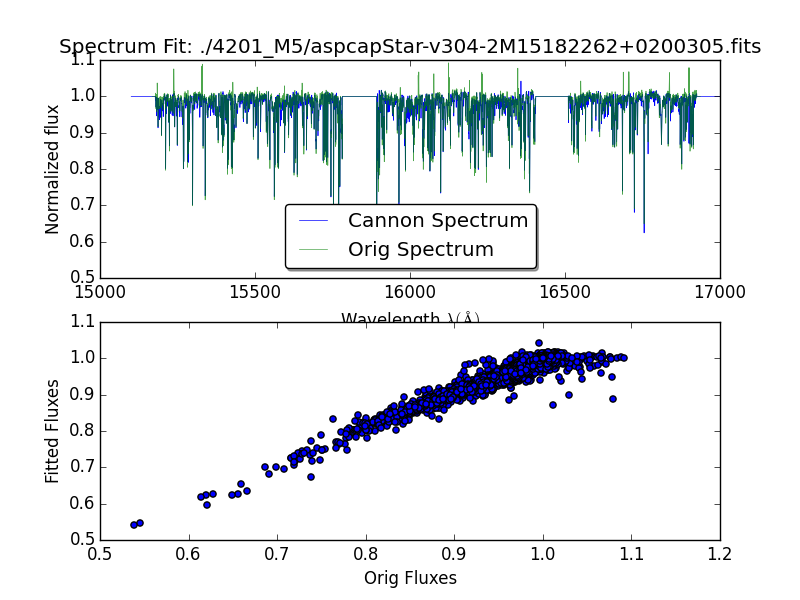 Spectrum Fit: ./4201_M5/aspcapStar-v304-2M15182262+0200305.fits
1.1
1.0
0.9
0.8
0.7
0.6
0.5
Normalized flux
Cannon Spectrum
Orig Spectrum
15000 15500 16000 16500 17000
Wavelength λ(Å)
1.1
1.0
0.9
0.8
0.7
0.6
0.5
Fitted Fluxes
0.5 0.6 0.7 0.8 0.9 1.0 1.1 1.2
Orig Fluxes